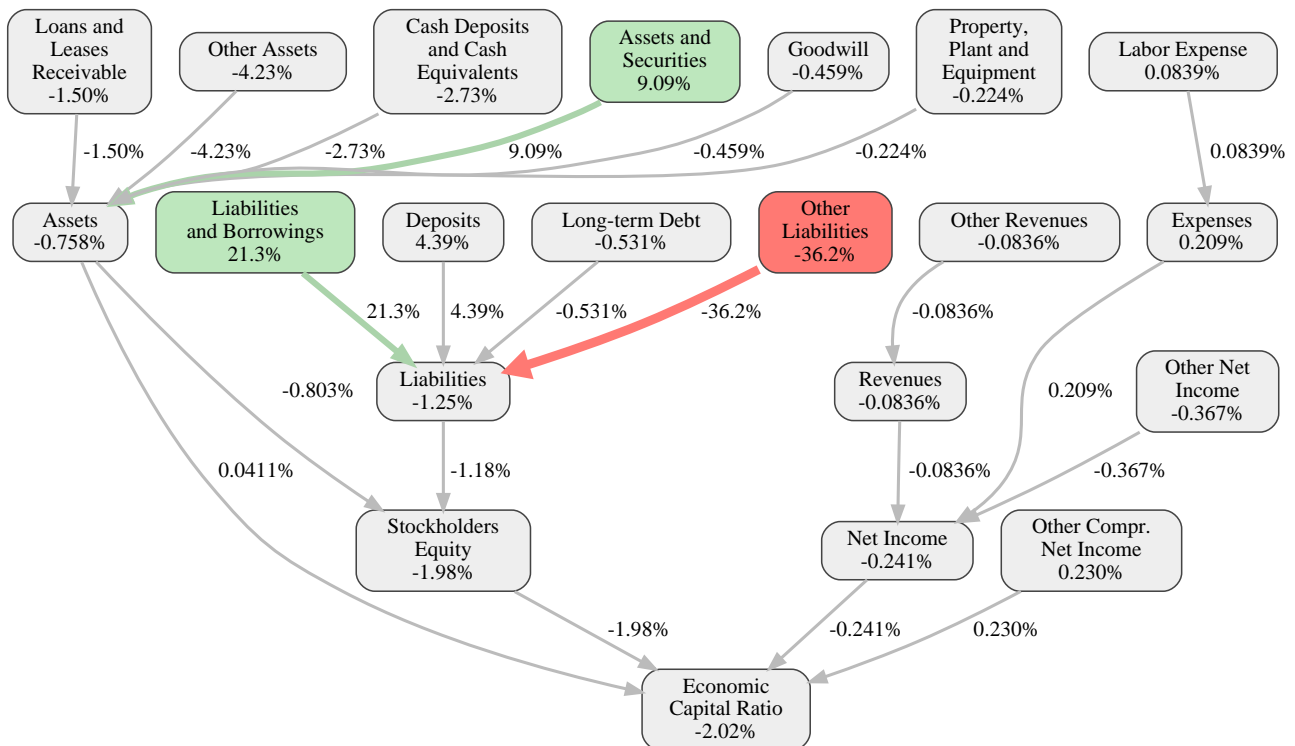 Loans and
Leases
Receivable
-1.50%
Other Assets
-4.23%
Cash Deposits
and Cash
Equivalents
-2.73%
Assets and
Securities
9.09%
Goodwill
-0.459%
Property,
Plant and
Equipment
-0.224%
Labor Expense
0.0839%
-1.50%
-4.23%
-2.73%
9.09%
-0.459%
-0.224%
0.0839%
Assets
-0.758%
Liabilities
and Borrowings
21.3%
Deposits
4.39%
Long-term Debt
-0.531%
Other
Liabilities
-36.2%
Other Revenues
-0.0836%
Expenses
0.209%
21.3%
4.39%
-0.531%
-36.2%
-0.0836%
-0.803%
Liabilities
-1.25%
Revenues
-0.0836%
0.209%
Other Net
Income
-0.367%
0.0411%
-1.18%
-0.0836%
-0.367%
Stockholders
Equity
-1.98%
Net Income
-0.241%
Other Compr.
Net Income
0.230%
-1.98%
-0.241%
0.230%
Economic
Capital Ratio
-2.02%